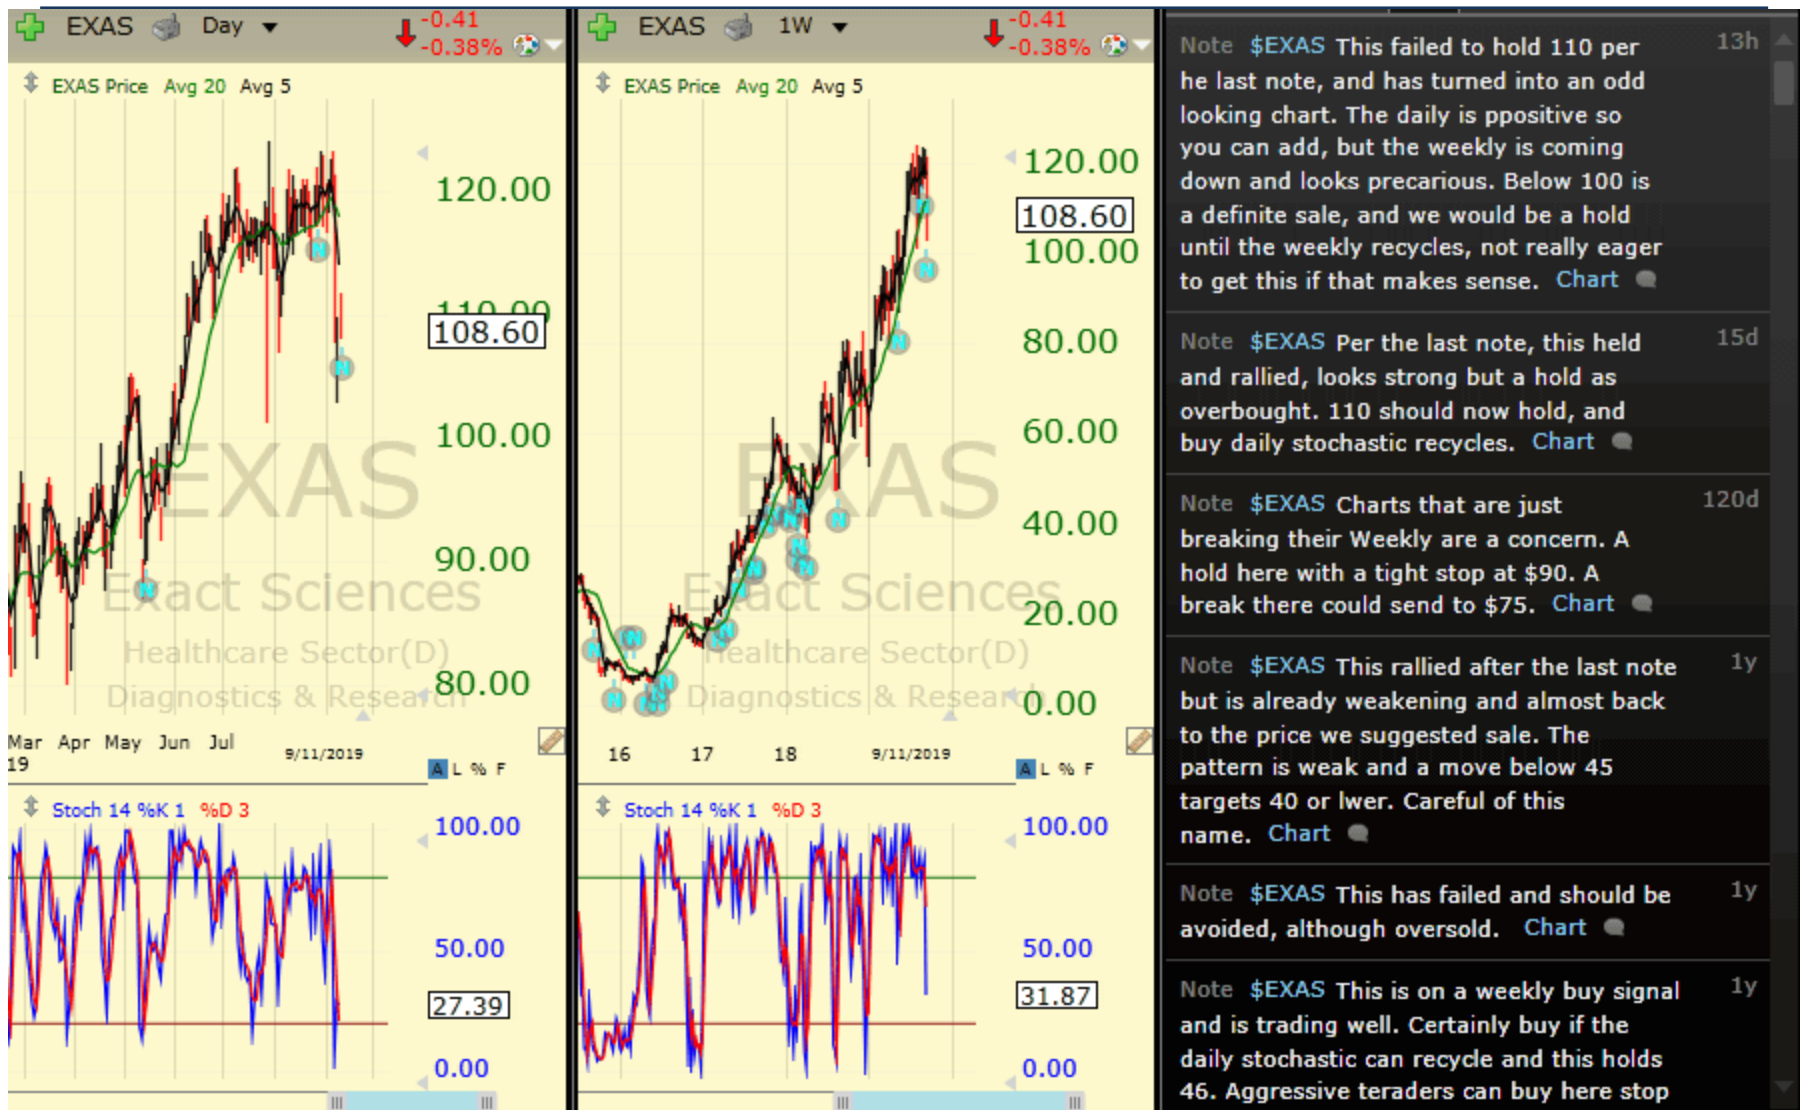 EXAS Day
-0.41
-0.38%
EXAS Price Avg 20 Avg 5
120.00
110.00
108.60
100.00
90.00
80.00
EXAS
Exact Sciences
Healthcare Sector(D)
Diagnostics & Research
Mar Apr May Jun Jul 9/11/2019
19
A L % F
Stoch 14 %K 1 %D 3
100.00
50.00
27.39
0.00
EXAS 1W
-0.41
-0.38%
EXAS Price Avg 20 Avg 5
120.00
108.60
100.00
80.00
60.00
40.00
20.00
0.00
EXAS
Exact Sciences
Healthcare Sector(D)
Diagnostics & Research
16 17 18 9/11/2019
A L % F
Stoch 14 %K 1 %D 3
100.00
50.00
31.87
0.00
Note $EXAS This failed to hold 110 per 13h
he last note, and has turned into an odd
looking chart. The daily is ppositive so
you can add, but the weekly is coming
down and looks precarious. Below 100 is
a definite sale, and we would be a hold
until the weekly recycles, not really eager
to get this if that makes sense. Chart
Note $EXAS Per the last note, this held 15d
and rallied, looks strong but a hold as
overbought. 110 should now hold, and
buy daily stochastic recycles. Chart
Note $EXAS Charts that are just 120d
breaking their Weekly are a concern. A
hold here with a tight stop at $90. A
break there could send to $75. Chart
Note $EXAS This rallied after the last note 1y
but is already weakening and almost back
to the price we suggested sale. The
pattern is weak and a move below 45
targets 40 or lwer. Careful of this
name. Chart
Note $EXAS This has failed and should be 1y
avoided, although oversold. Chart
Note $EXAS This is on a weekly buy signal 1y
and is trading well. Certainly buy if the
daily stochastic can recycle and this holds
46. Aggressive teraders can buy here stop